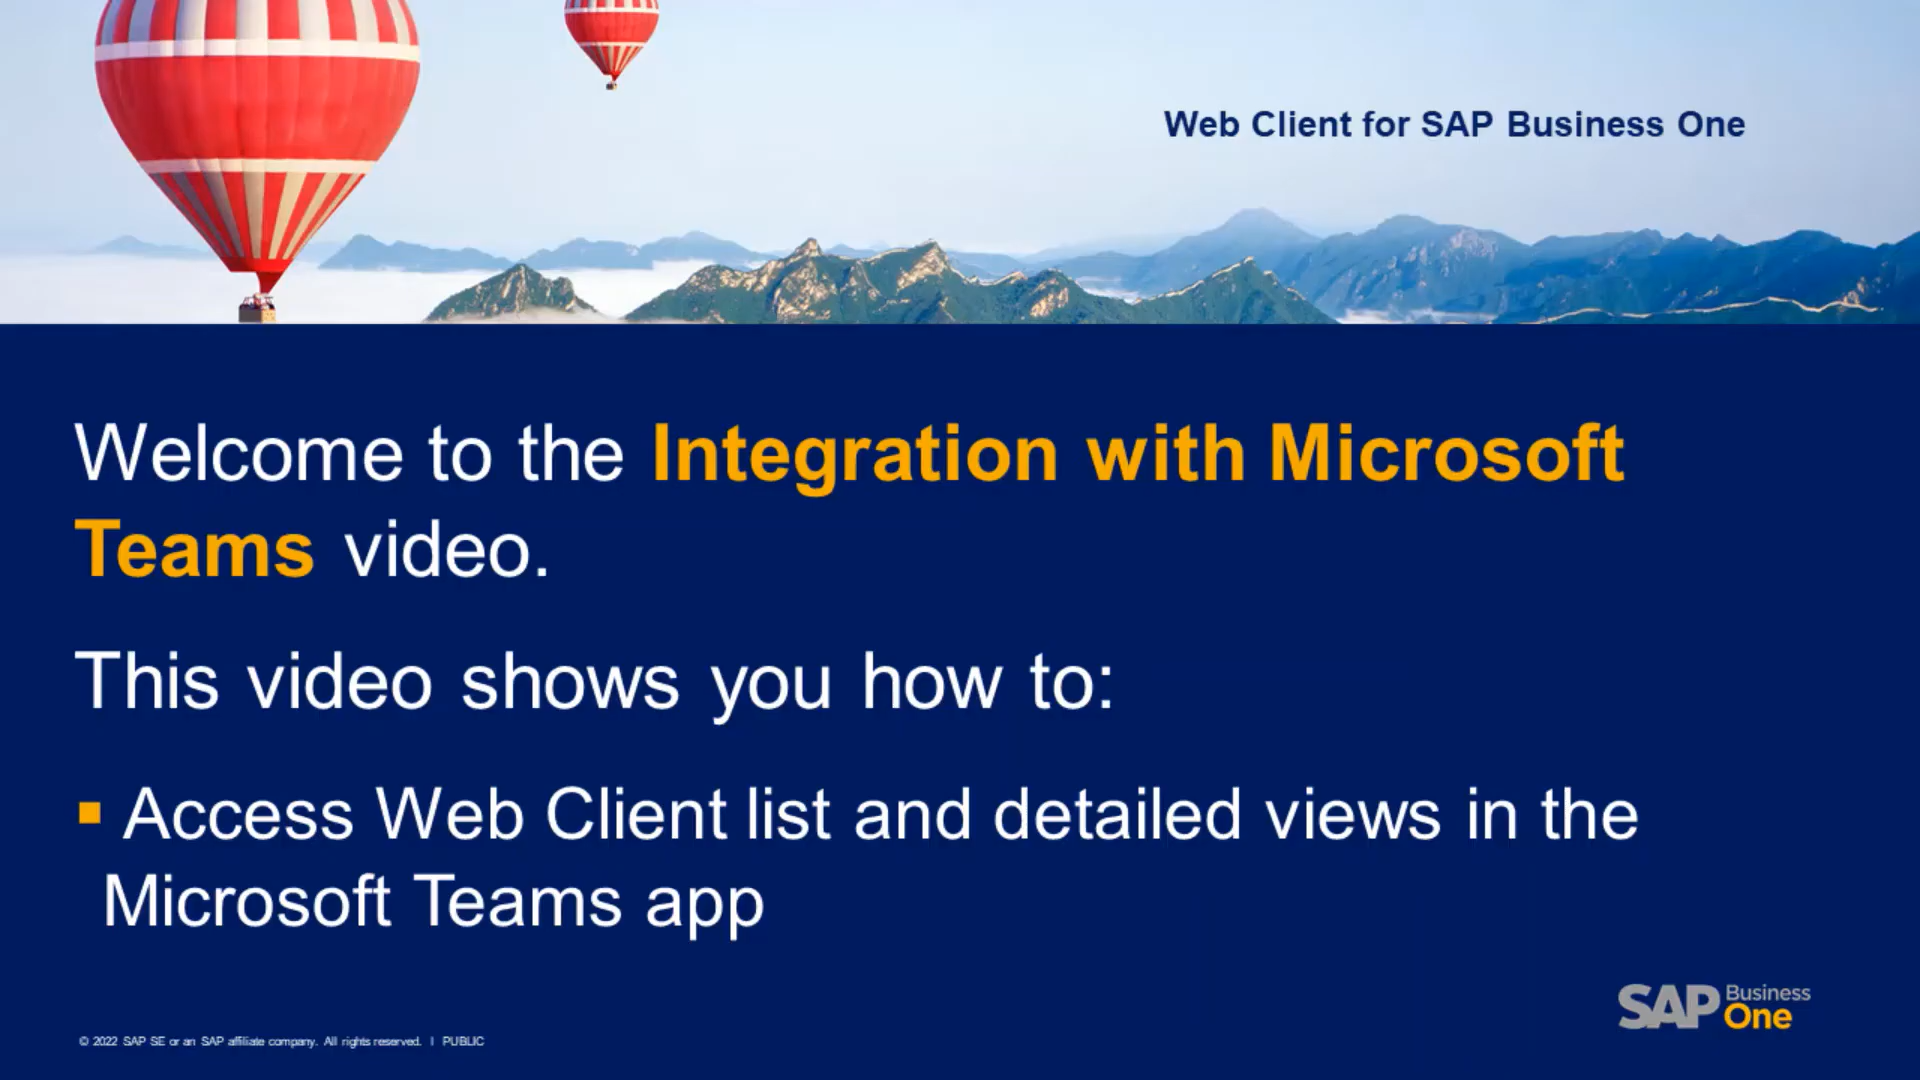 Web Client for SAP Business One
Welcome to the Integration with Microsoft
Teams video.
This video shows you how to:
▪ Access Web Client list and detailed views in the
Microsoft Teams app
SAP Business
One
© 2022 SAP SE or an SAP affiliate company. All rights reserved. I PUBLIC